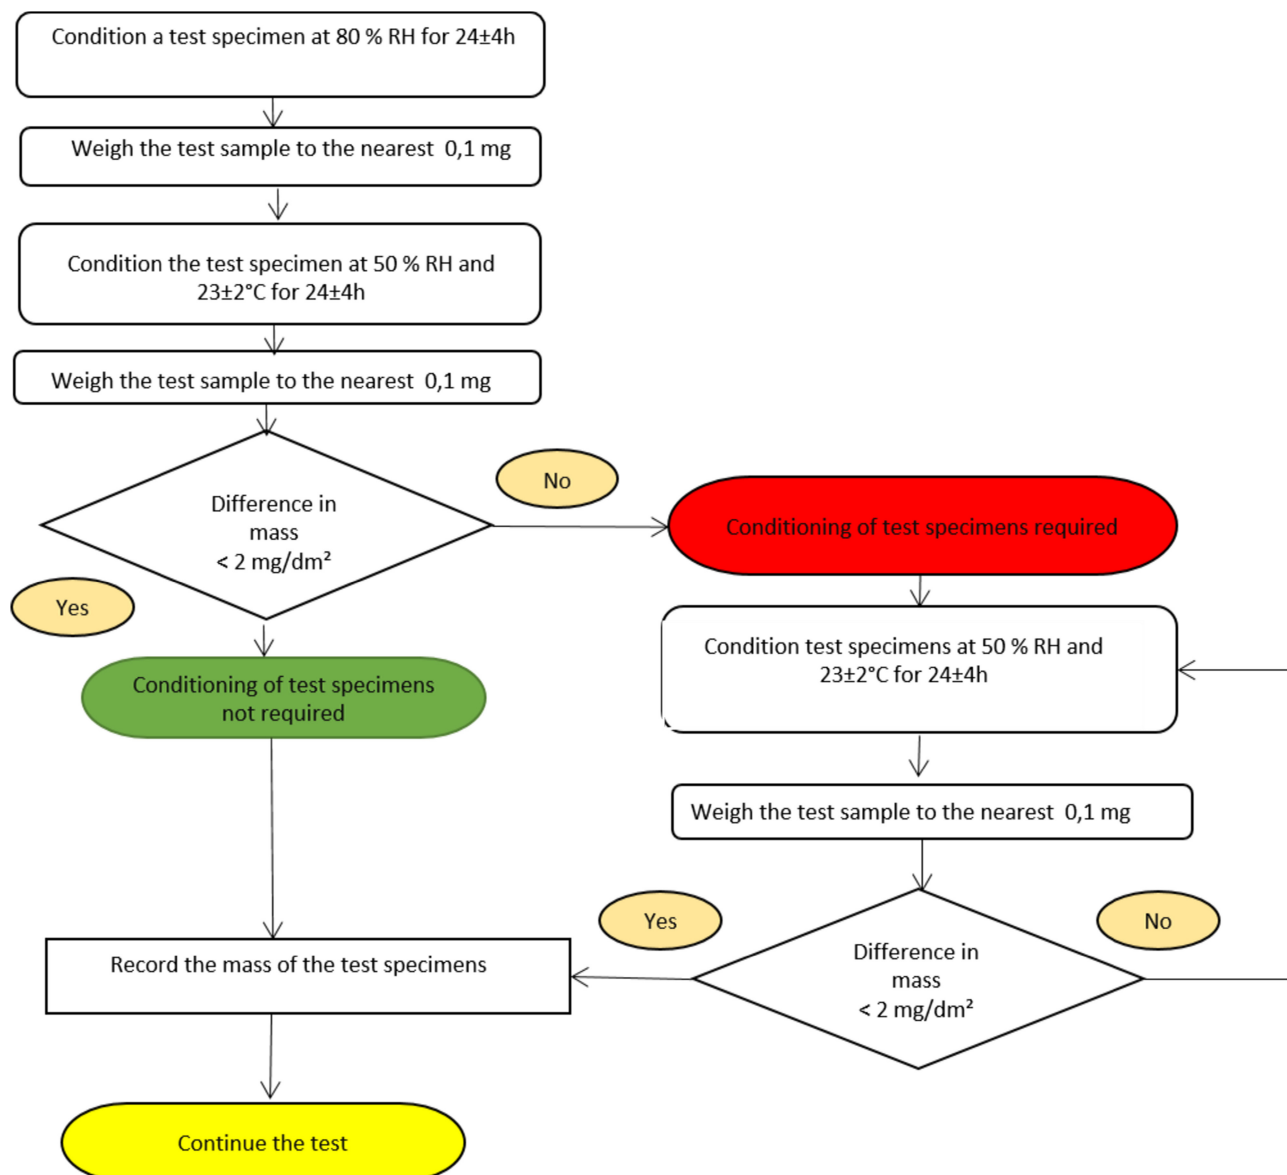 Condition a test specimen at 80 % RH for 24±4h
Weigh the test sample to the nearest  0,1 mg
Condition the test specimen at 50 % RH and
23±2°C for 24±4h
Weigh the test sample to the nearest  0,1 mg
Difference in
mass
< 2 mg/dm²
No
Yes
Conditioning of test specimens required
Conditioning of test specimens
not required
Condition test specimens at 50 % RH and
23±2°C for 24±4h
Weigh the test sample to the nearest  0,1 mg
Difference in
mass
< 2 mg/dm²
Yes
No
Record the mass of the test specimens
Continue the test